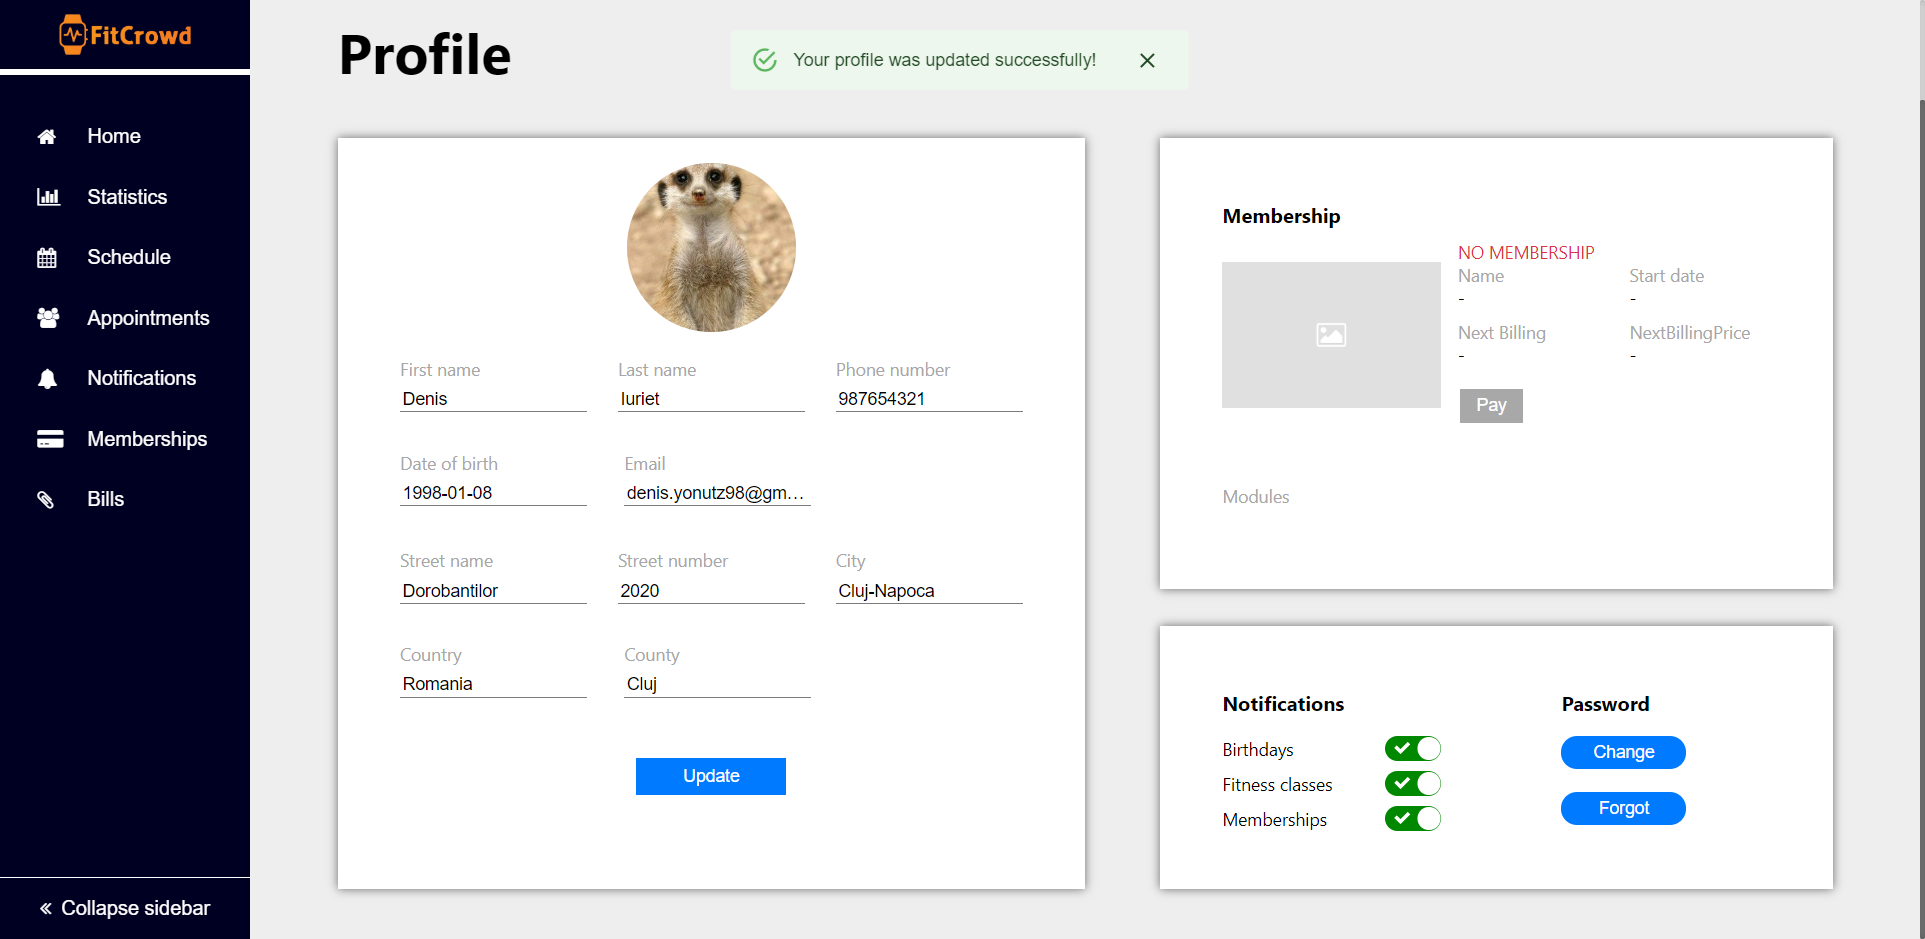 FitCrowd
Home
Statistics
Schedule
Appointments
Notifications
Memberships
Bills
« Collapse sidebar
Profile
Your profile was updated successfully!
First name
Last name
Phone number
Denis
Iuriet
987654321
Date of birth
Email
1998-01-08
denis.yonutz98@gm...
Street name
Street number
City
Dorobantilor
2020
Cluj-Napoca
Country
County
Romania
Cluj
Update
Membership
NO MEMBERSHIP
Name
Start date
-
-
Next Billing
NextBillingPrice
-
-
Pay
Modules
Notifications
Birthdays
Fitness classes
Memberships
Password
Change
Forgot